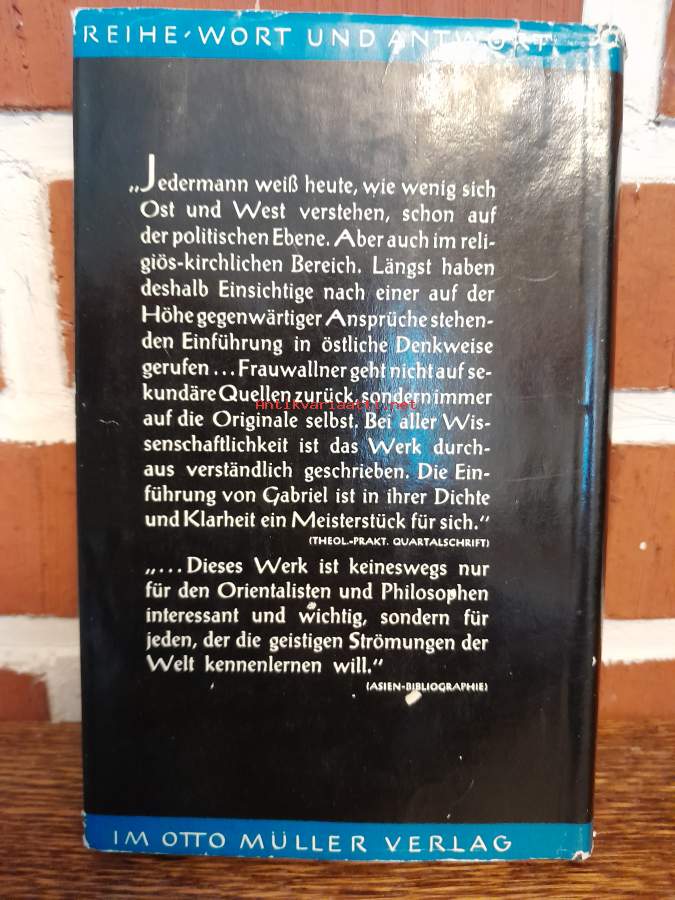 REIHE·WORT UND ANTWORT
„Jedermann weiß heute, wie wenig sich
Ost und West verstehen, schon auf
der politischen Ebene. Aber auch im reli-
giös-kirchlichen Bereich. Längst haben
deshalb Einsichtige nach einer auf der
Höhe gegenwärtiger Ansprüche stehen-
den Einführung in östliche Denkweise
gerufen ... Frauwallner geht nicht auf se-
kundäre Quellen zurück, sondern immer
antikvariaatti.net
auf die Originale selbst. Bei aller Wis-
senschaftlichkeit ist das Werk durch-
aus verständlich geschrieben. Die Ein-
führung von Gabriel ist in ihrer Dichte
und Klarheit ein Meisterstück für sich."
(THEOL.-PRAKT. QUARTALSCHRIFT)
„... Dieses Werk ist keineswegs nur
für den Orientalisten und Philosophen
interessant und wichtig, sondern für
jeden, der die geistigen Strömungen der
Welt kennenlernen will."
(ASIEN-BIBLIOGRAPHIE)
IM OTTO MÜLLER VERLAG